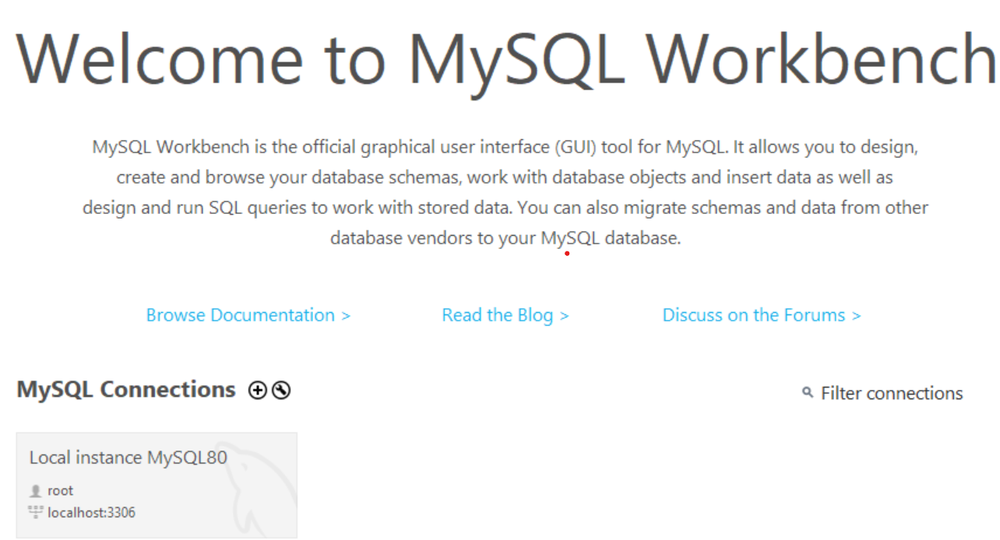 Welcome to MySQL Workbench
MySQL Workbench is the official graphical user interface (GUI) tool for MySQL. It allows you to design,
create and browse your database schemas, work with database objects and insert data as well as
design and run SQL queries to work with stored data. You can also migrate schemas and data from other
database vendors to your MySQL database.
Browse Documentation > Read the Blog > Discuss on the Forums >
MySQL Connections Filter connections
Local instance MySQL80
root
localhost:3306